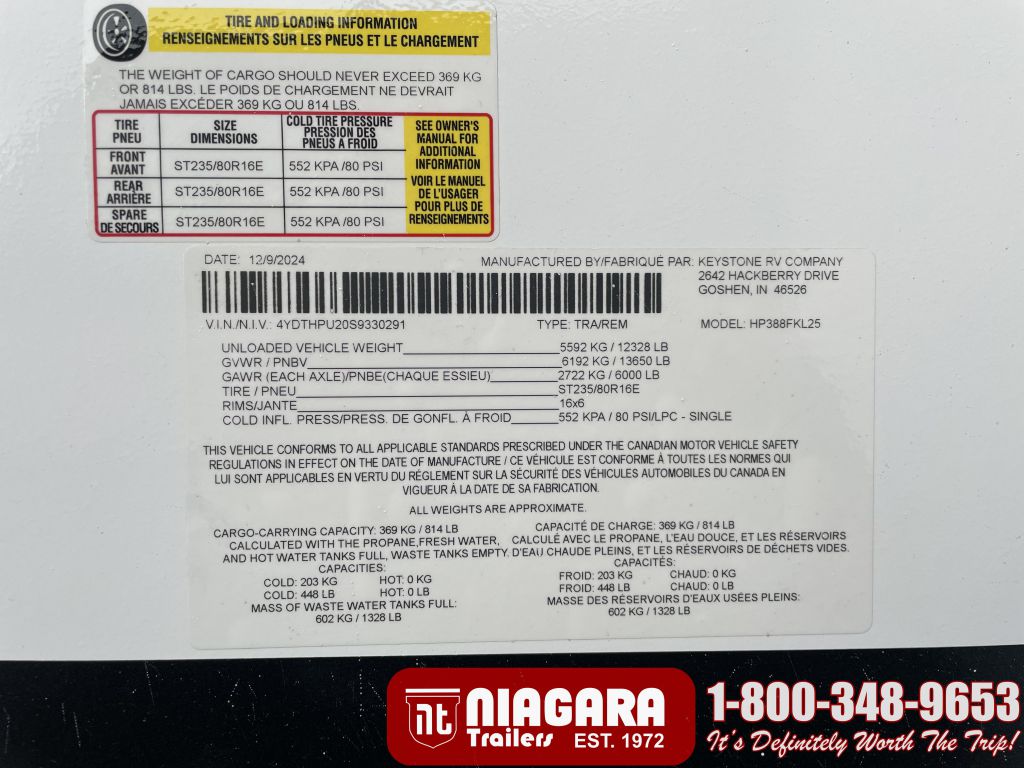 TIRE AND LOADING INFORMATION
RENSEIGNEMENTS SUR LES PNEUS ET LE CHARGEMENT
THE WEIGHT OF CARGO SHOULD NEVER EXCEED 369 KG
OR 814 LBS. LE POIDS DE CHARGEMENT NE DEVRAIT
JAMAIS EXCÉDER 369 KG OU 814 LBS.
TIRE PNEU SIZE DIMENSIONS COLD TIRE PRESSURE PRESSION DES PNEUS À FROID
FRONT AVANT ST235/80R16E 552 KPA /80 PSI
REAR ARRIÈRE ST235/80R16E 552 KPA /80 PSI
SPARE DE SECOURS ST235/80R16E 552 KPA /80 PSI
SEE OWNER'S
MANUAL FOR
ADDITIONAL
INFORMATION
VOIR LE MANUEL
DE L'USAGER
POUR PLUS DE
RENSEIGNEMENTS
DATE: 12/9/2024 MANUFACTURED BY/FABRIQUÉ PAR: KEYSTONE RV COMPANY
2642 HACKBERRY DRIVE
GOSHEN, IN 46526
V.I.N./N.I.V.: 4YDTHPU20S9330291 TYPE: TRA/REM MODEL: HP388FKL25
UNLOADED VEHICLE WEIGHT 5592 KG / 12328 LB
GVWR / PNBV 6192 KG / 13650 LB
GAWR (EACH AXLE)/PNBE(CHAQUE ESSIEU) 2722 KG / 6000 LB
TIRE / PNEU ST235/80R16E
RIMS/JANTE 16x6
COLD INFL. PRESS/PRESS. DE GONFL. À FROID 552 KPA / 80 PSI/LPC - SINGLE
THIS VEHICLE CONFORMS TO ALL APPLICABLE STANDARDS PRESCRIBED UNDER THE CANADIAN MOTOR VEHICLE SAFETY
REGULATIONS IN EFFECT ON THE DATE OF MANUFACTURE / CE VÉHICULE EST CONFORME À TOUTES LES NORMES QUI
LUI SONT APPLICABLES EN VERTU DU RÉGLEMENT SUR LA SÉCURITÉ DES VÉHICULES AUTOMOBILES DU CANADA EN
VIGUEUR À LA DATE DE SA FABRICATION.
ALL WEIGHTS ARE APPROXIMATE.
CARGO-CARRYING CAPACITY: 369 KG / 814 LB
CALCULATED WITH THE PROPANE,FRESH WATER,
AND HOT WATER TANKS FULL, WASTE TANKS EMPTY.
CAPACITIES:
COLD: 203 KG HOT: 0 KG
COLD: 448 LB HOT: 0 LB
MASS OF WASTE WATER TANKS FULL:
602 KG / 1328 LB
CAPACITÉ DE CHARGE: 369 KG / 814 LB
CALCULÉ AVEC LE PROPANE, L'EAU DOUCE, ET LES RÉSERVOIRS
D'EAU CHAUDE PLEINS, ET LES RÉSERVOIRS DE DÉCHETS VIDES.
CAPACITÉS:
FROID: 203 KG CHAUD: 0 KG
FROID: 448 LB CHAUD: 0 LB
MASSE DES RÉSERVOIRS D'EAUX USÉES PLEINS:
602 KG / 1328 LB
nt NIAGARA
Trailers EST. 1972
1-800-348-9653
It's Definitely Worth The Trip!